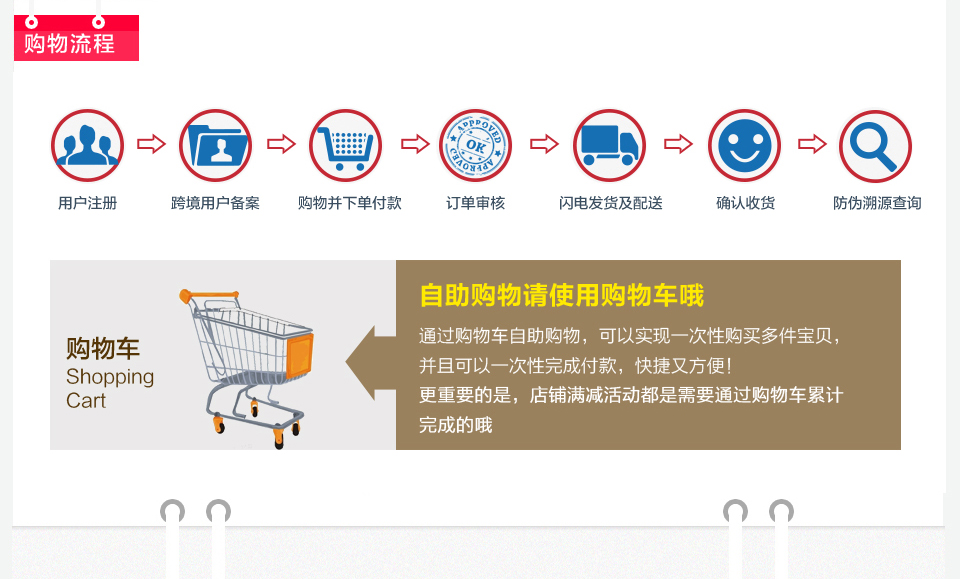 购物流程
APPPOVED
OK
APPROVED
用户注册
跨境用户备案
购物并下单付款
订单审核
闪电发货及配送
确认收货
防伪溯源查询
自助购物请使用购物车哦
通过购物车自助购物，可以实现一次性购买多件宝贝，
并且可以一次性完成付款，快捷又方便！
更重要的是，店铺满减活动都是需要通过购物车累计
完成的哦
购物车
Shopping
Cart